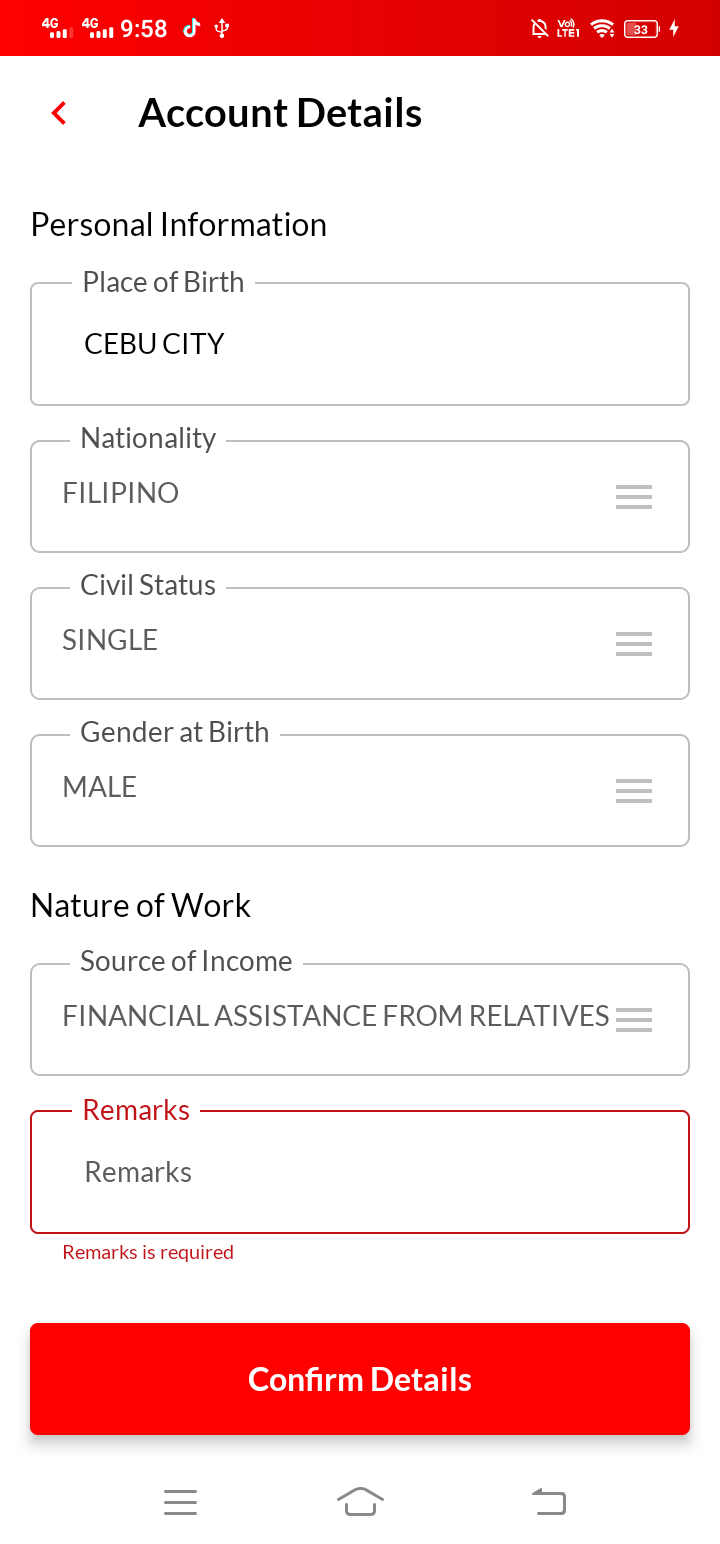 4G 4G 9:58 Vo) LTE1 33
Account Details
Personal Information
Place of Birth
CEBU CITY
Nationality
FILIPINO
Civil Status
SINGLE
Gender at Birth
MALE
Nature of Work
Source of Income
FINANCIAL ASSISTANCE FROM RELATIVES
Remarks
Remarks
Remarks is required
Confirm Details